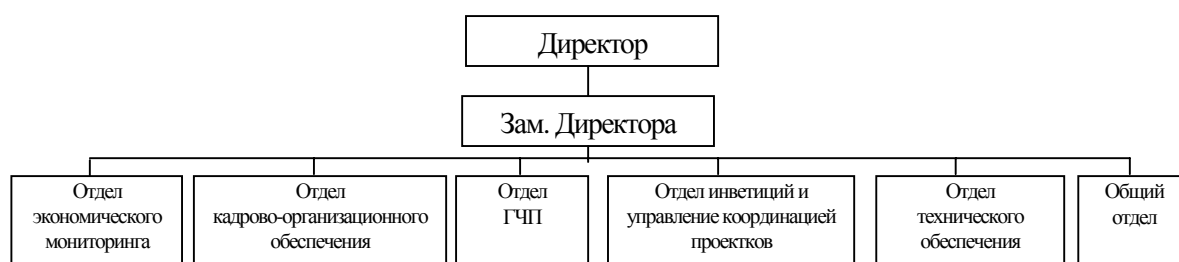 Директор
Зам. Директора
Отдел
экономического
мониторинга
Отдел
кадрово-организационного
обеспечения
Отдел
ГЧП
Отдел инветиций и
управление координацией
проектков
Отдел
технического
обеспечения
Общий
отдел